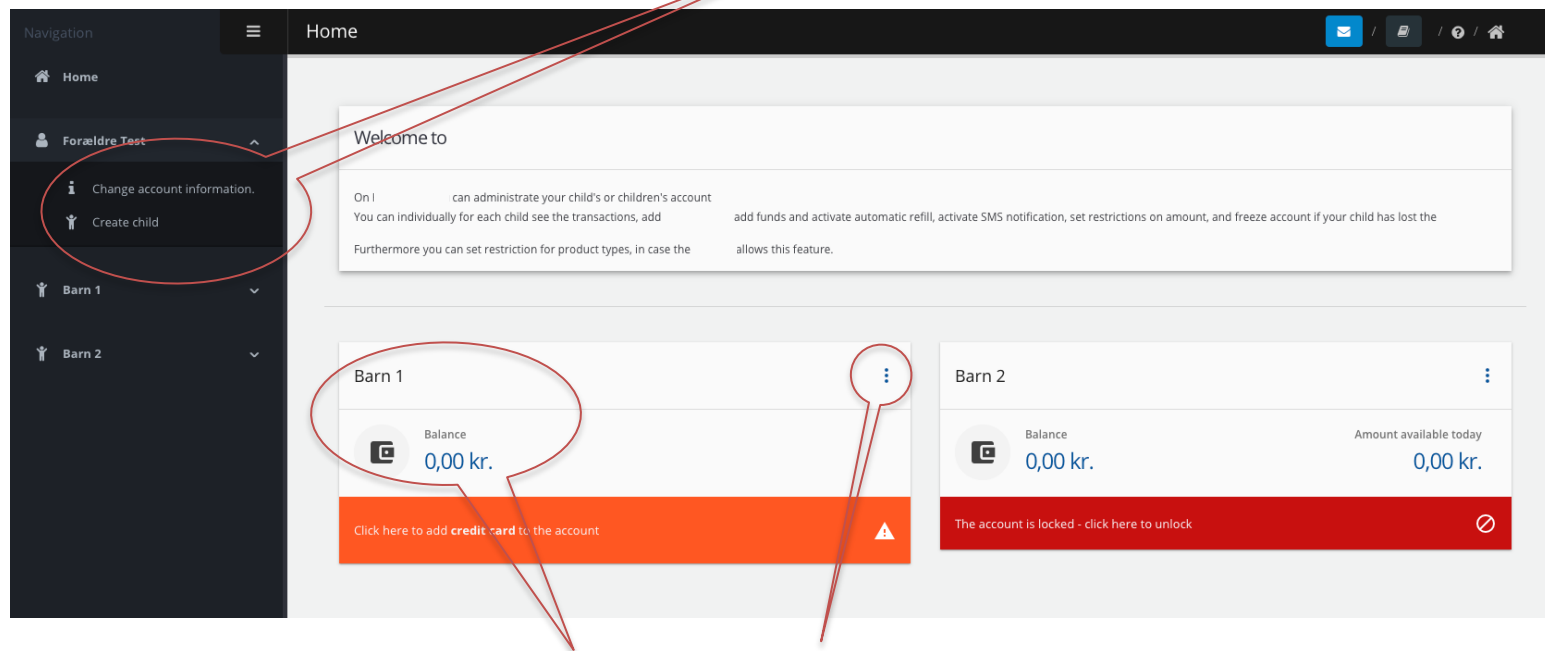 Navigation
Home
Home
Forældre Test
Change account information.
Create child
Barn 1
Barn 2
/ / /
Welcome to
On l can administrate your child's or children's account
You can individually for each child see the transactions, add add funds and activate automatic refill, activate SMS notification, set restrictions on amount, and freeze account if your child has lost the
Furthermore you can set restriction for product types, in case the allows this feature.
Barn 1
Balance
0,00 kr.
Click here to add credit card to the account
Barn 2
Balance
0,00 kr.
Amount available today
0,00 kr.
The account is locked - click here to unlock